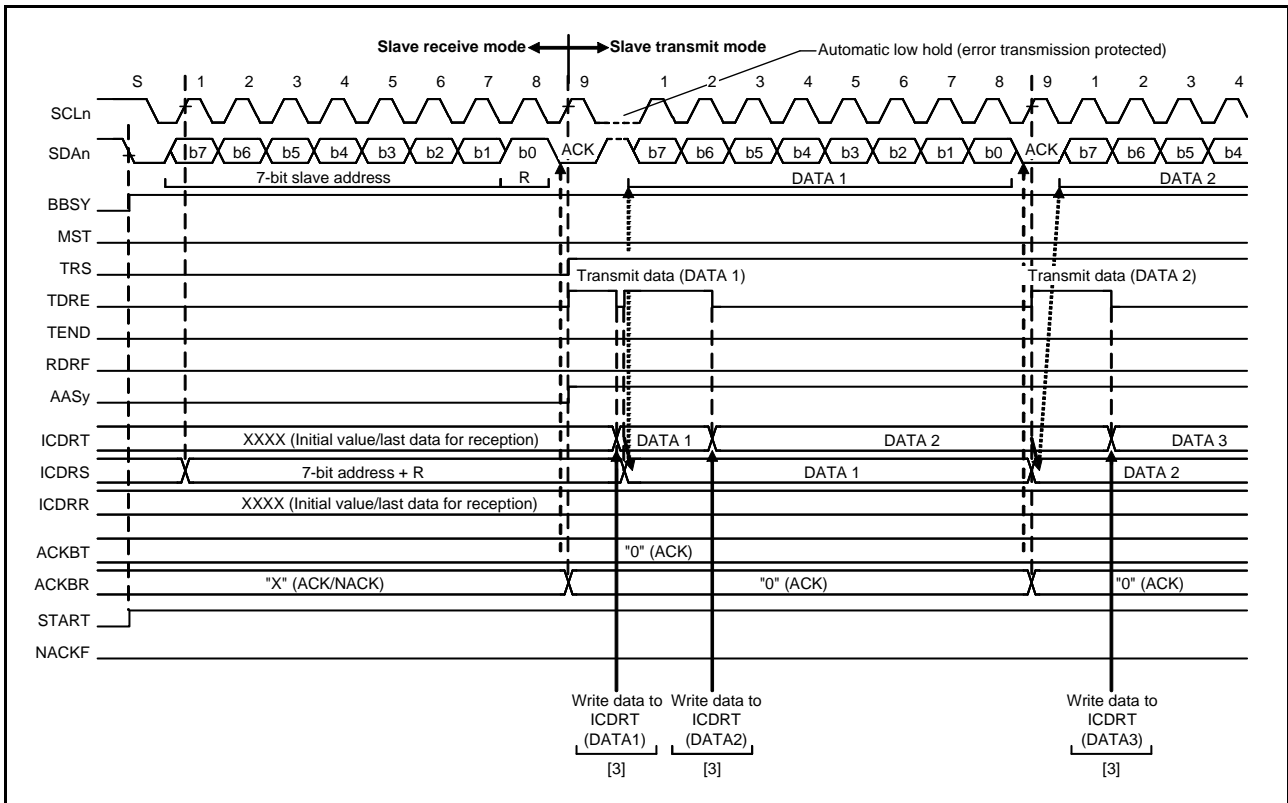 Slave receive mode Slave transmit mode
Automatic low hold (error transmission protected)
S 1 2 3 4 5 6 7 8 9 1 2 3 4 5 6 7 8 9 1 2 3 4
SCLn
SDAn b7 b6 b5 b4 b3 b2 b1 b0 ACK b7 b6 b5 b4 b3 b2 b1 b0 ACK b7 b6 b5 b4
7-bit slave address R DATA 1 DATA 2
BBSY
MST
TRS
Transmit data (DATA 1) Transmit data (DATA 2)
TDRE
TEND
RDRF
AASy
ICDRT XXXX (Initial value/last data for reception) DATA 1 DATA 2 DATA 3
ICDRS 7-bit address + R DATA 1 DATA 2
ICDRR XXXX (Initial value/last data for reception)
ACKBT "0" (ACK)
ACKBR "X" (ACK/NACK) "0" (ACK) "0" (ACK)
START
NACKF
Write data to Write data to Write data to
ICDRT ICDRT ICDRT
(DATA1) (DATA2) (DATA3)
[3] [3] [3]